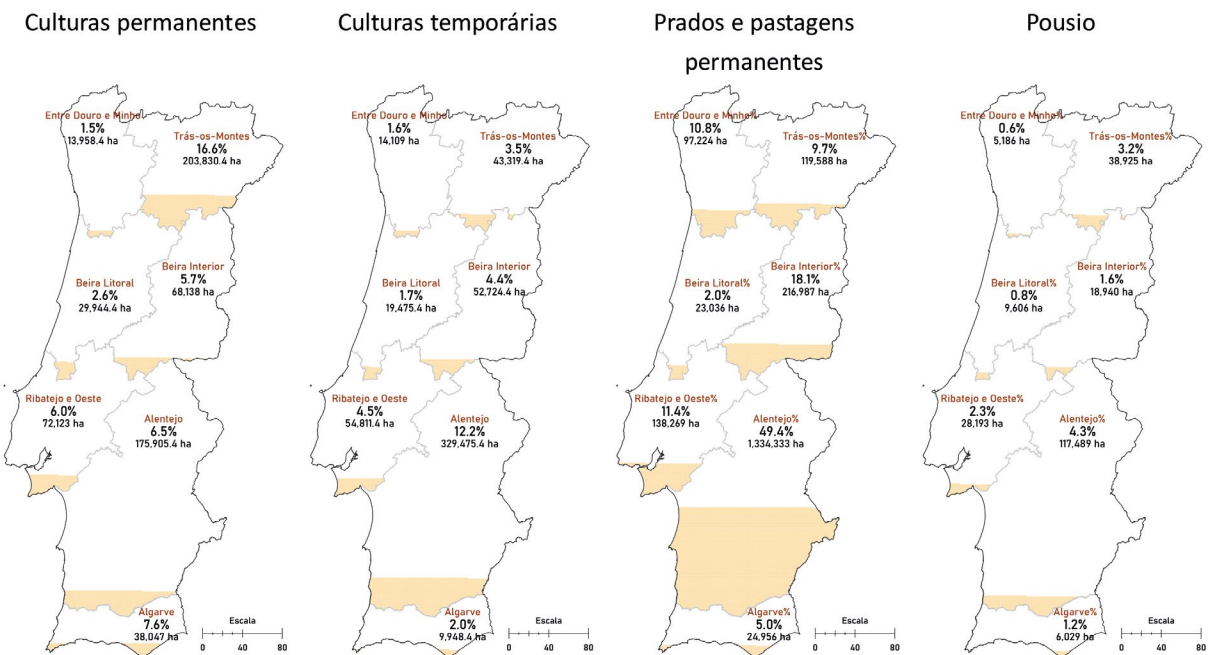 Culturas permanentes
Entre Douro e Minho
1.5%
13,958.4 ha
Trás-os-Montes
16.6%
203,830.4 ha
Beira Interior
5.7%
68,138 ha
Beira Litoral
2.6%
29,944.4 ha
Ribatejo e Oeste
6.0%
72,123 ha
Alentejo
6.5%
175,905.4 ha
Algarve
7.6%
38,047 ha
Escala
0 40 80
Culturas temporárias
Entre Douro e Minho
1.6%
14,109 ha
Trás-os-Montes
3.5%
43,319.4 ha
Beira Interior
4.4%
52,724.4 ha
Beira Litoral
1.7%
19,475.4 ha
Ribatejo e Oeste
4.5%
54,811.4 ha
Alentejo
12.2%
329,475.4 ha
Algarve
2.0%
9,948.4 ha
Escala
0 40 80
Prados e pastagens
permanentes
Entre Douro e Minho%
10.8%
97,224 ha
Trás-os-Montes%
9.7%
119,588 ha
Beira Interior%
18.1%
216,987 ha
Beira Litoral%
2.0%
23,036 ha
Ribatejo e Oeste%
11.4%
138,269 ha
Alentejo%
49.4%
1,334,333 ha
Algarve%
5.0%
24,956 ha
Escala
0 40 80
Pousio
Entre Douro e Minho%
0.6%
5,186 ha
Trás-os-Montes%
3.2%
38,925 ha
Beira Interior%
1.6%
18,940 ha
Beira Litoral%
0.8%
9,606 ha
Ribatejo e Oeste%
2.3%
28,193 ha
Alentejo%
4.3%
117,489 ha
Algarve%
1.2%
6,029 ha
Escala
0 40 80